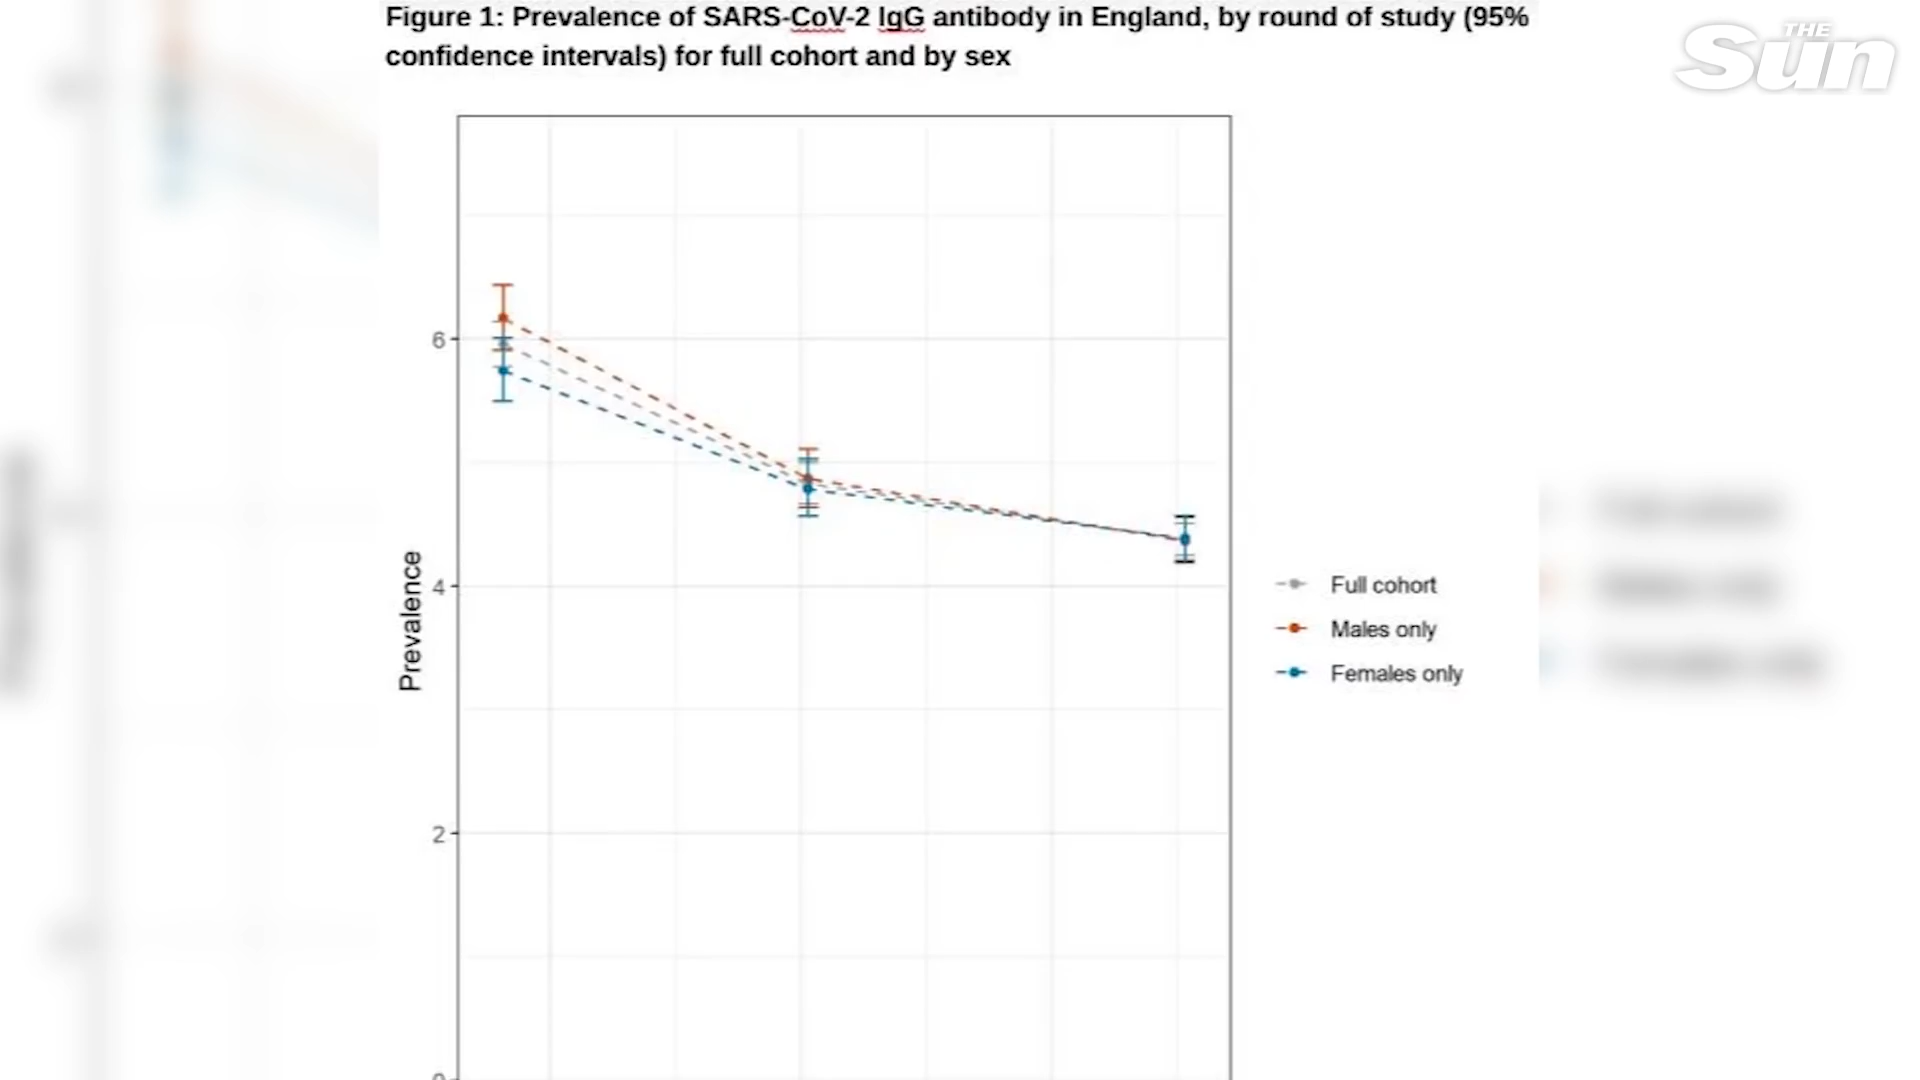 Figure 1: Prevalence of SARS-CoV-2 IgG antibody in England, by round of study (95%
confidence intervals) for full cohort and by sex
THE
Sun
6
4
2
0
Prevalence
Full cohort
Males only
Females only